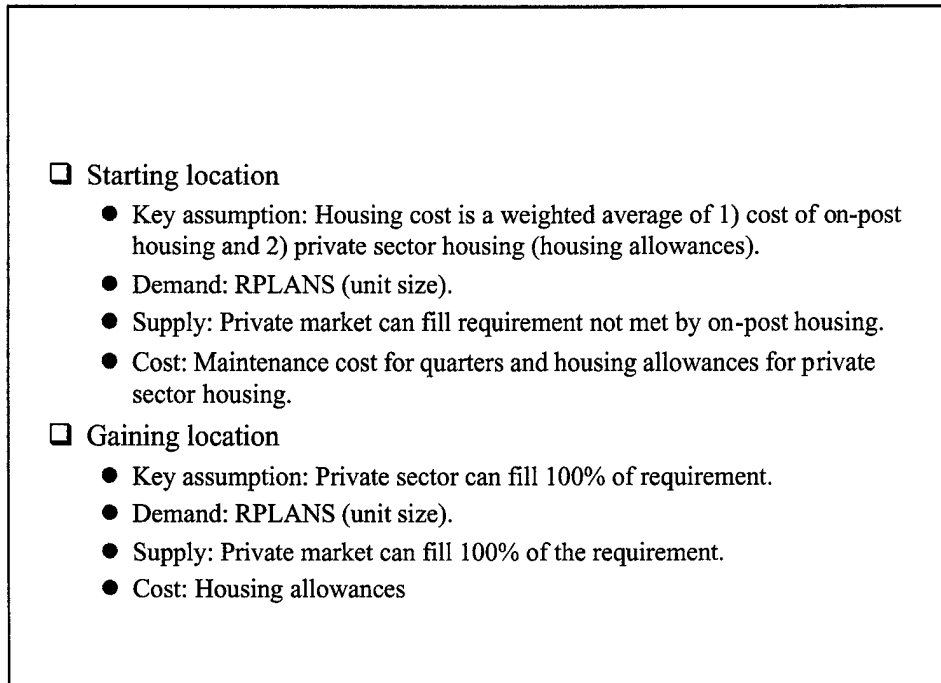 ❑ Starting location
● Key assumption: Housing cost is a weighted average of 1) cost of on-post
housing and 2) private sector housing (housing allowances).
● Demand: RPLANS (unit size).
● Supply: Private market can fill requirement not met by on-post housing.
● Cost: Maintenance cost for quarters and housing allowances for private
sector housing.
❑ Gaining location
● Key assumption: Private sector can fill 100% of requirement.
● Demand: RPLANS (unit size).
● Supply: Private market can fill 100% of the requirement.
● Cost: Housing allowances